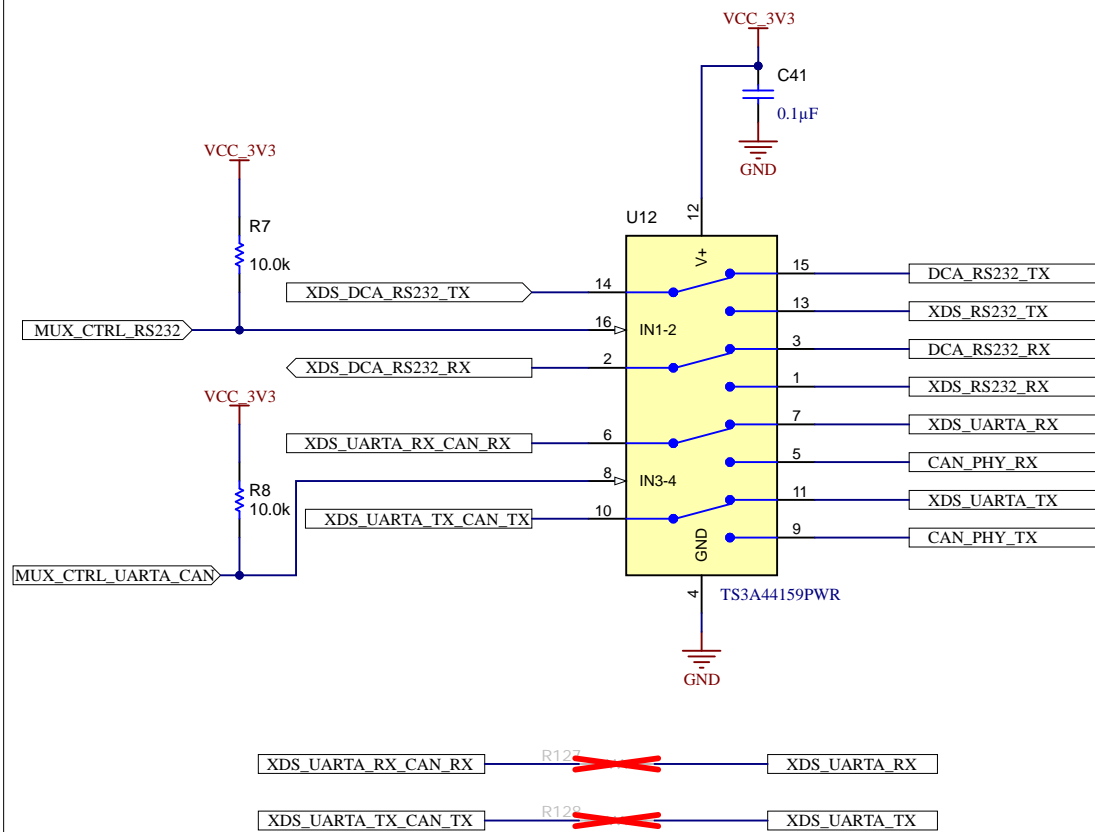 VCC_3V3
C41
0.1µF
GND
VCC_3V3
R7
10.0k
U12
12
V+
XDS_DCA_RS232_TX
14
15
DCA_RS232_TX
13
XDS_RS232_TX
MUX_CTRL_RS232
16
IN1-2
3
DCA_RS232_RX
XDS_DCA_RS232_RX
2
1
XDS_RS232_RX
VCC_3V3
7
XDS_UARTA_RX
XDS_UARTA_RX_CAN_RX
6
5
CAN_PHY_RX
R8
10.0k
8
IN3-4
11
XDS_UARTA_TX
XDS_UARTA_TX_CAN_TX
10
GND
9
CAN_PHY_TX
MUX_CTRL_UARTA_CAN
4
TS3A44159PWR
GND
XDS_UARTA_RX_CAN_RX
R127
XDS_UARTA_RX
XDS_UARTA_TX_CAN_TX
R128
XDS_UARTA_TX